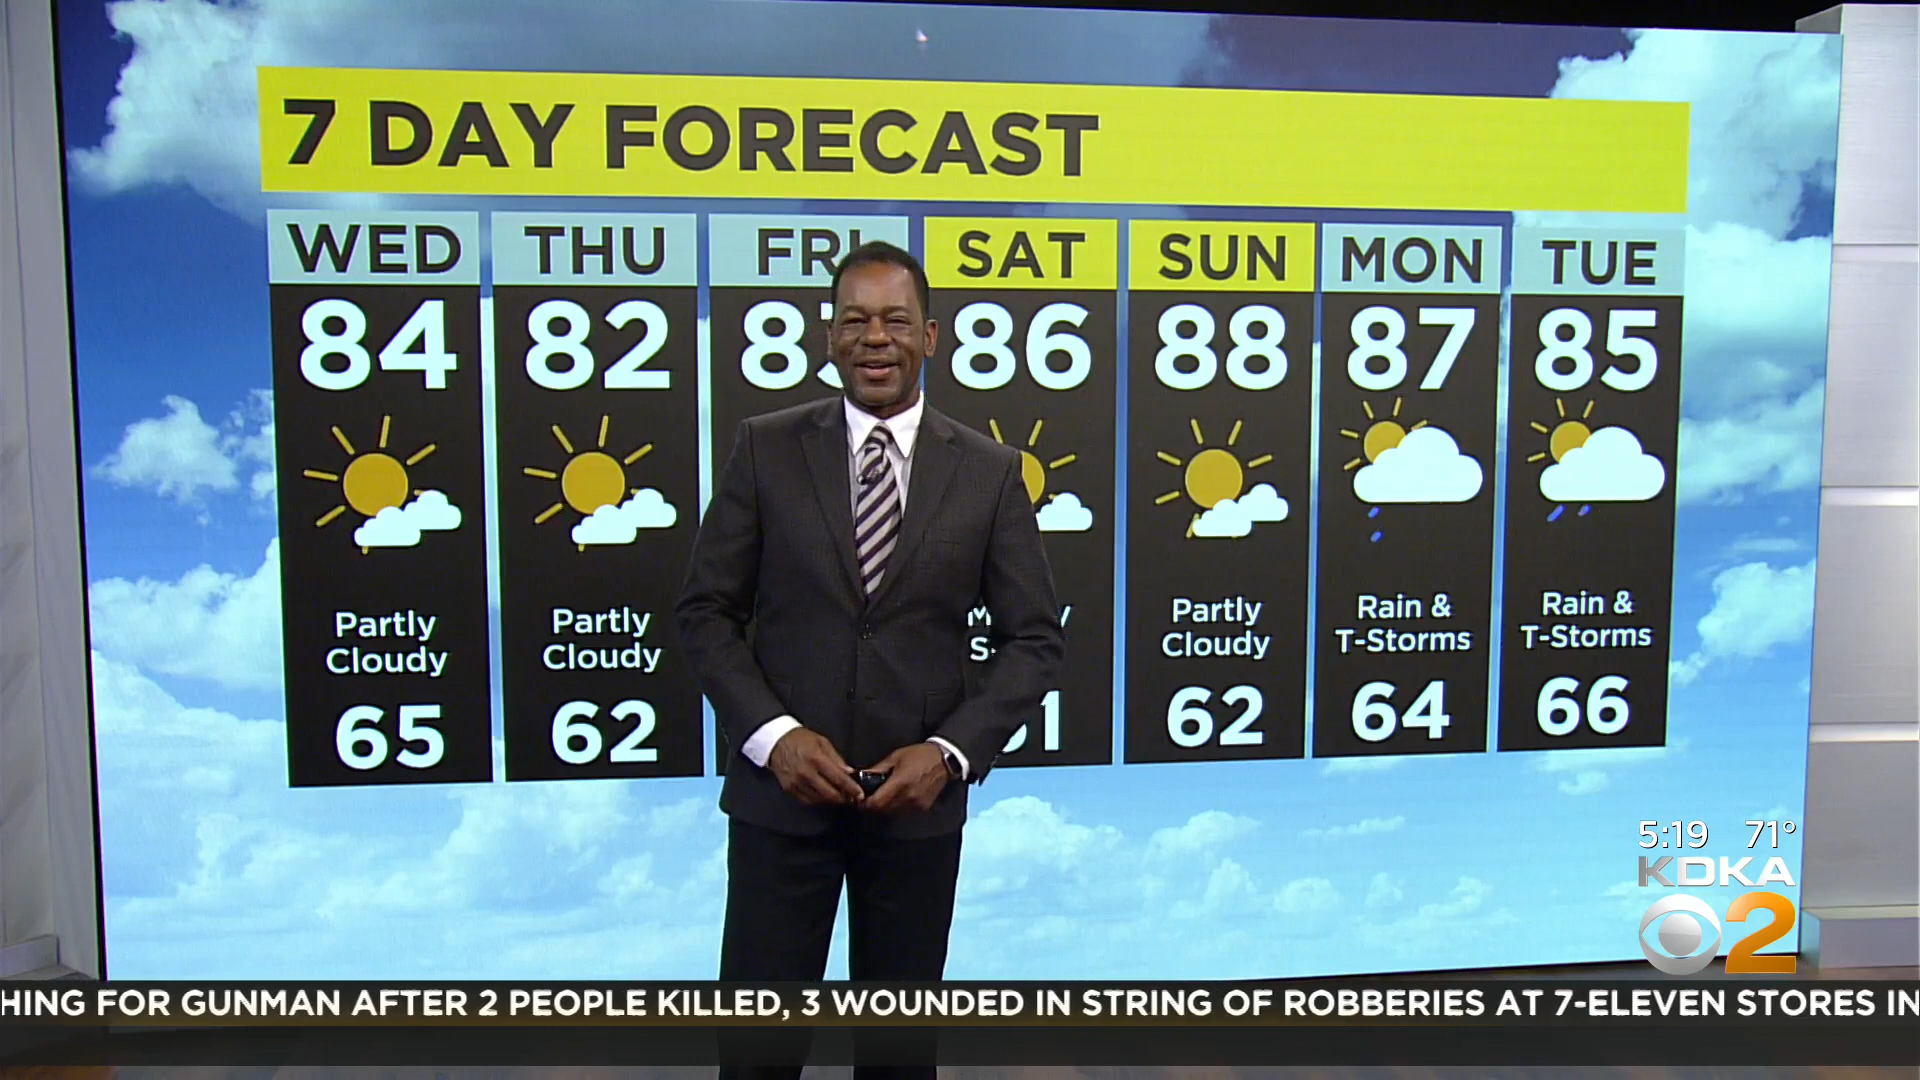 7 DAY FORECAST
WED THU FRI SAT SUN MON TUE
84 82 86 88 87 85
Partly Partly Partly Rain & Rain &
Cloudy Cloudy Cloudy T-Storms T-Storms
65 62 62 64 66
5:19 71°
KDKA
2
HING FOR GUNMAN AFTER 2 PEOPLE KILLED, 3 WOUNDED IN STRING OF ROBBERIES AT 7-ELEVEN STORES IN